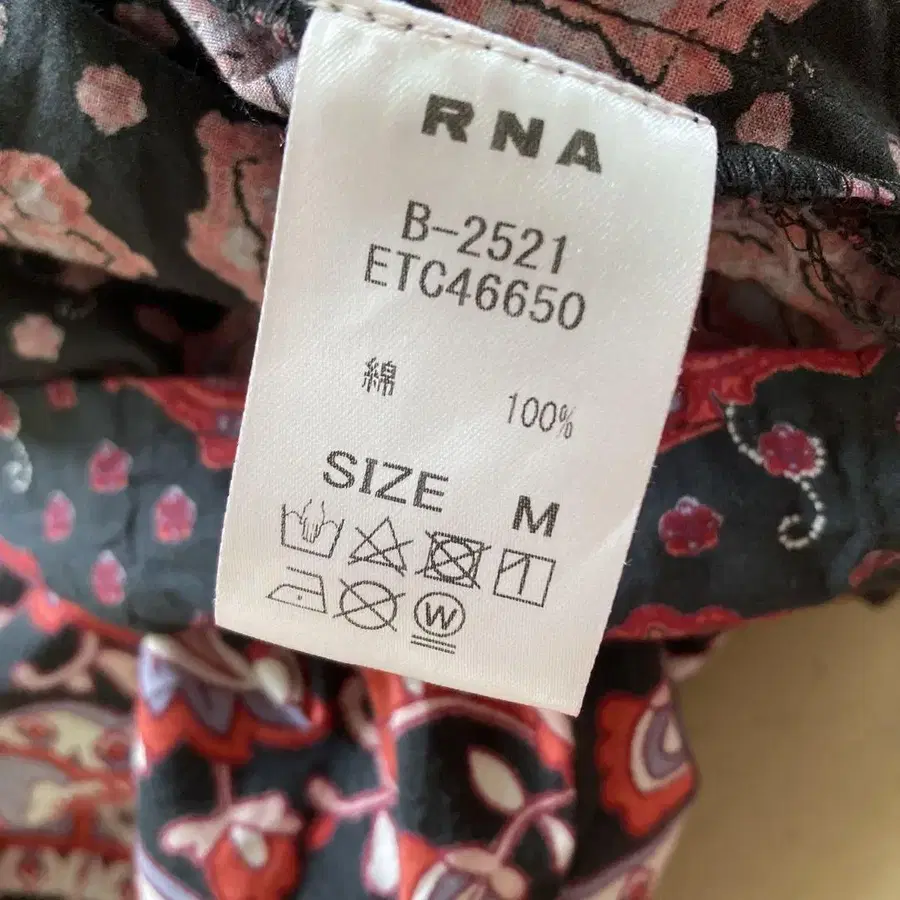 RNA
B-2521
ETC46650
綿 100%
SIZE M
W